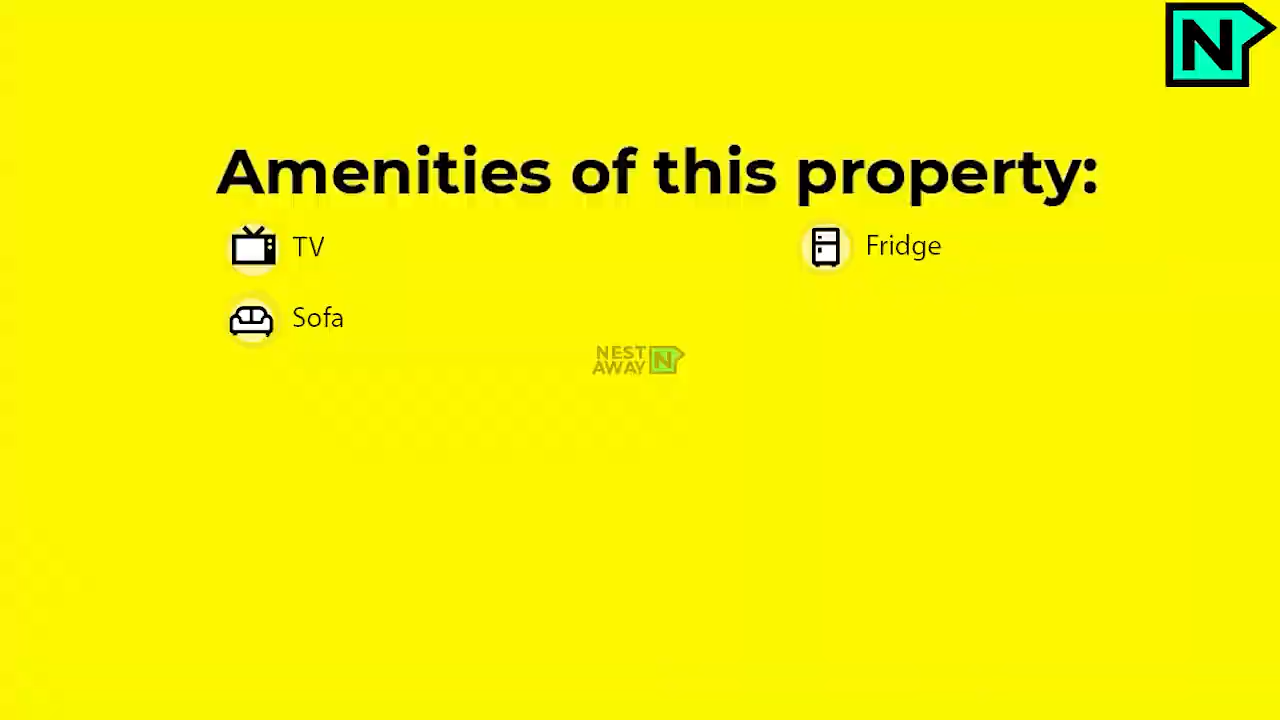 N
Amenities of this property:
TV
Fridge
Sofa
NEST
AWAY N